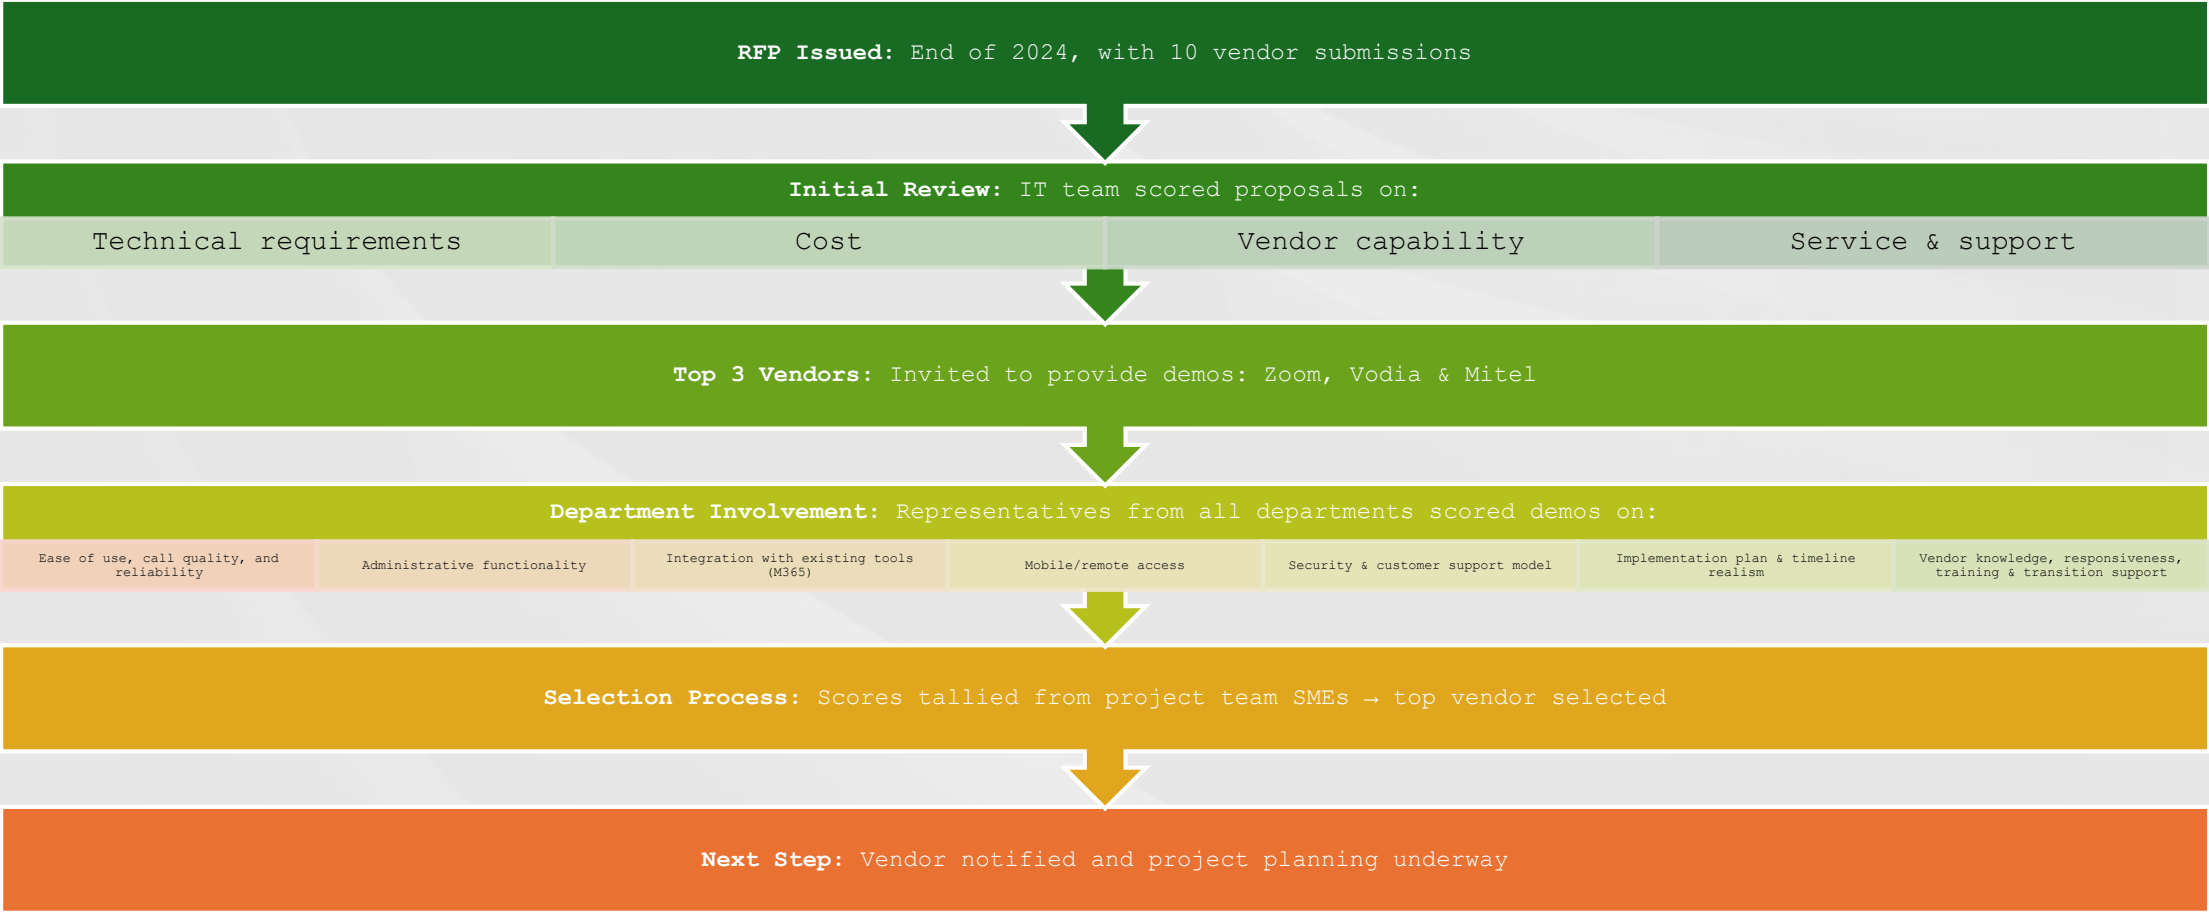 RFP Issued: End of 2024, with 10 vendor submissions
Initial Review: IT team scored proposals on:
Technical requirements
Cost
Vendor capability
Service & support
Top 3 Vendors: Invited to provide demos: Zoom, Vodia & Mitel
Department Involvement: Representatives from all departments scored demos on:
Ease of use, call quality, and
reliability
Administrative functionality
Integration with existing tools
(M365)
Mobile/remote access
Security & customer support model
Implementation plan & timeline
realism
Vendor knowledge, responsiveness,
training & transition support
Selection Process: Scores tallied from project team SMEs → top vendor selected
Next Step: Vendor notified and project planning underway